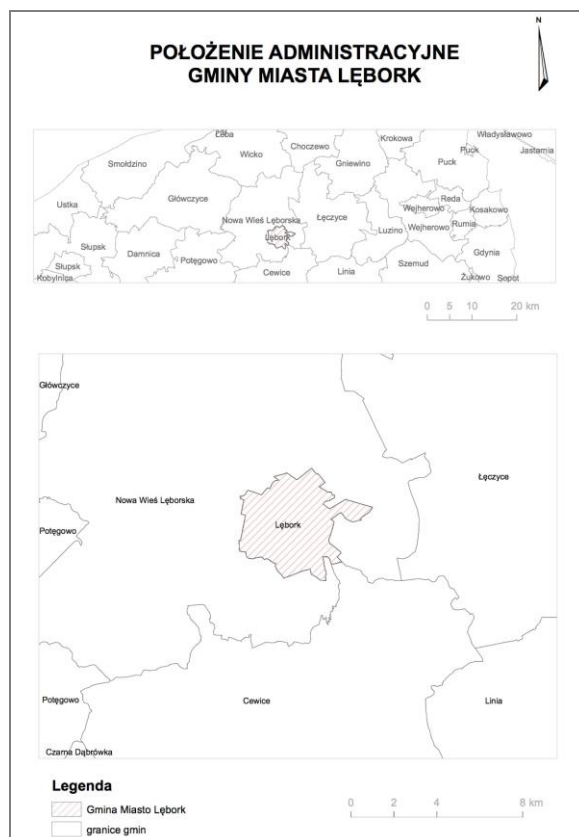 N
POŁOŻENIE ADMINISTRACYJNE
GMINY MIASTA LĘBORK
Łeba
Choczewo
Krokowa
Władysławowo
Smołdzino
Wicko
Gniewino
Puck
Jastarnia
Puck
Ustka
Główczyce
Reda
Wejherowo
Kosakowo
Nowa Wieś Lęborska
Łęczyce
Luzino
Wejherowo
Rumia
Lębork
Słupsk
Damnica
Potęgowo
Gdynia
Słupsk
Cewice
Linia
Szemud
Kobylnica
Żukowo
Sopot
0 5 10 20 km
Główczyce
Łęczyce
Nowa Wieś Lęborska
Lębork
Potęgowo
Potęgowo
Cewice
Linia
Czarna Dąbrówka
Legenda
Gmina Miasto Lębork
granice gmin
0 2 4 8 km